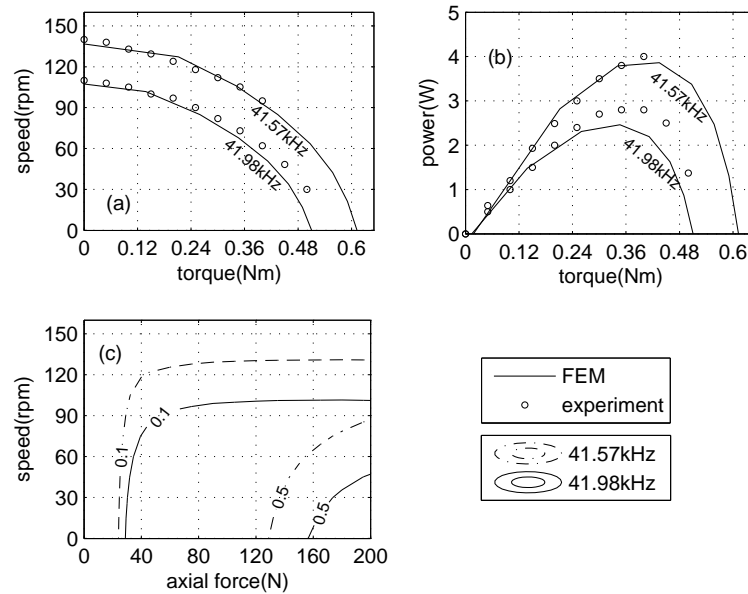 150
120
90
60
30
0
speed(rpm)
41.57kHz
41.98kHz
(a)
0 0.12 0.24 0.36 0.48 0.6
torque(Nm)
5
4
3
2
1
0
power(W)
(b)
41.57kHz
41.98kHz
0 0.12 0.24 0.36 0.48 0.6
torque(Nm)
150
120
90
60
30
0
speed(rpm)
(c)
0.1
0.1
0.5
0.5
0 40 80 120 160 200
axial force(N)
FEM
experiment
41.57kHz
41.98kHz